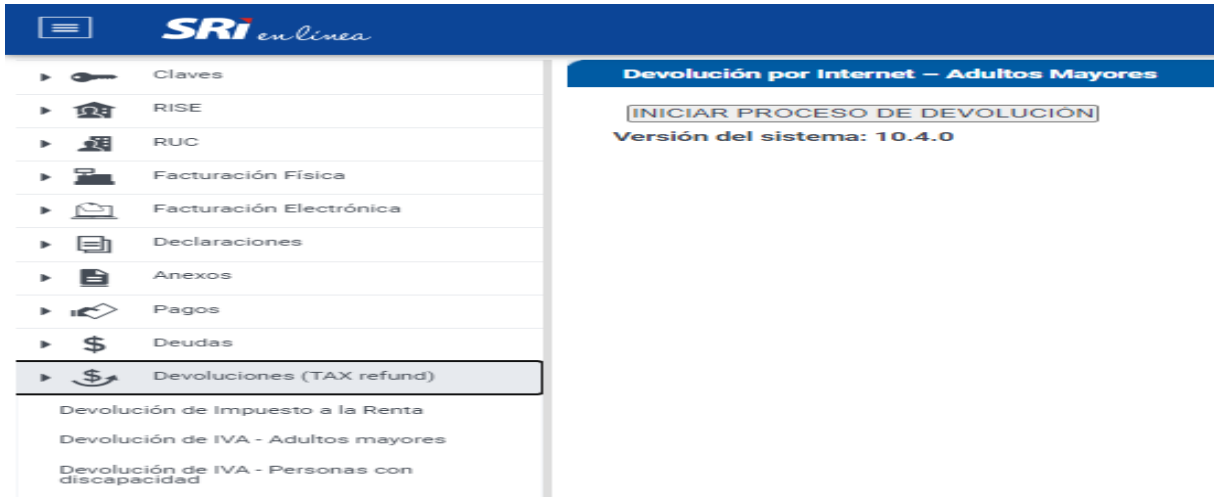 SRi en línea
Claves
RISE
RUC
Facturación Física
Facturación Electrónica
Declaraciones
Anexos
Pagos
Deudas
Devoluciones (TAX refund)
Devolución de Impuesto a la Renta
Devolución de IVA - Adultos mayores
Devolución de IVA - Personas con
discapacidad
Devolución por Internet – Adultos Mayores
INICIAR PROCESO DE DEVOLUCIÓN
Versión del sistema: 10.4.0